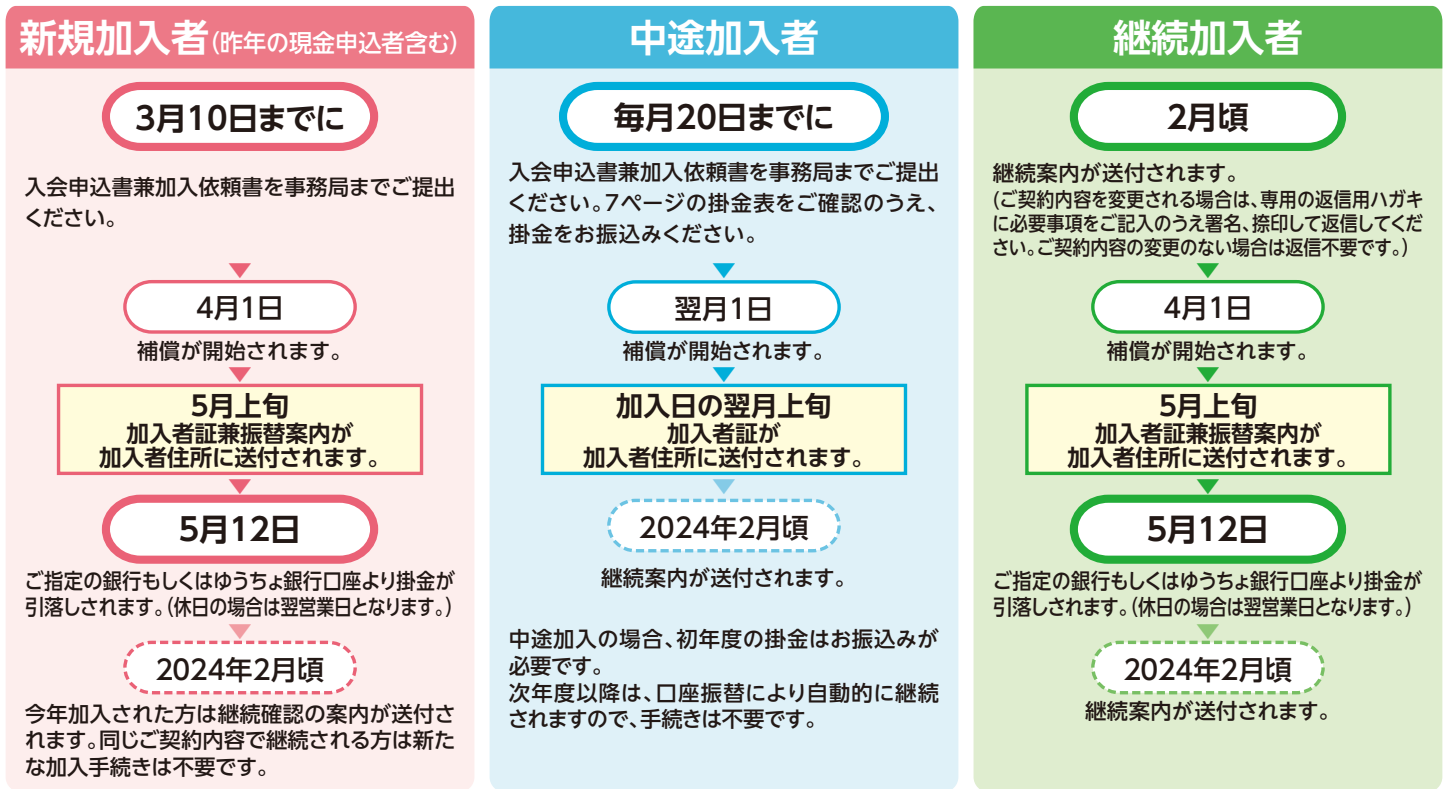 新規加入者(昨年の現金申込者含む)
3月10日までに
入会申込書兼加入依頼書を事務局までご提出
ください。
4月1日
補償が開始されます。
5月上旬
加入者証兼振替案内が
加入者住所に送付されます。
5月12日
ご指定の銀行もしくはゆうちょ銀行口座より掛金が
引落しされます。(休日の場合は翌営業日となります。)
2024年2月頃
今年加入された方は継続確認の案内が送付さ
れます。同じご契約内容で継続される方は新た
な加入手続きは不要です。
中途加入者
毎月20日までに
入会申込書兼加入依頼書を事務局までご提出
ください。7ページの掛金表をご確認のうえ、
掛金をお振込みください。
翌月1日
補償が開始されます。
加入日の翌月上旬
加入者証が
加入者住所に送付されます。
2024年2月頃
継続案内が送付されます。
中途加入の場合、初年度の掛金はお振込みが
必要です。
次年度以降は、口座振替により自動的に継続
されますので、手続きは不要です。
継続加入者
2月頃
継続案内が送付されます。
(ご契約内容を変更される場合は、専用の返信用ハガキ
に必要事項をご記入のうえ署名、捺印して返信してくだ
さい。ご契約内容の変更のない場合は返信不要です。)
4月1日
補償が開始されます。
5月上旬
加入者証兼振替案内が
加入者住所に送付されます。
5月12日
ご指定の銀行もしくはゆうちょ銀行口座より掛金が
引落しされます。(休日の場合は翌営業日となります。)
2024年2月頃
継続案内が送付されます。